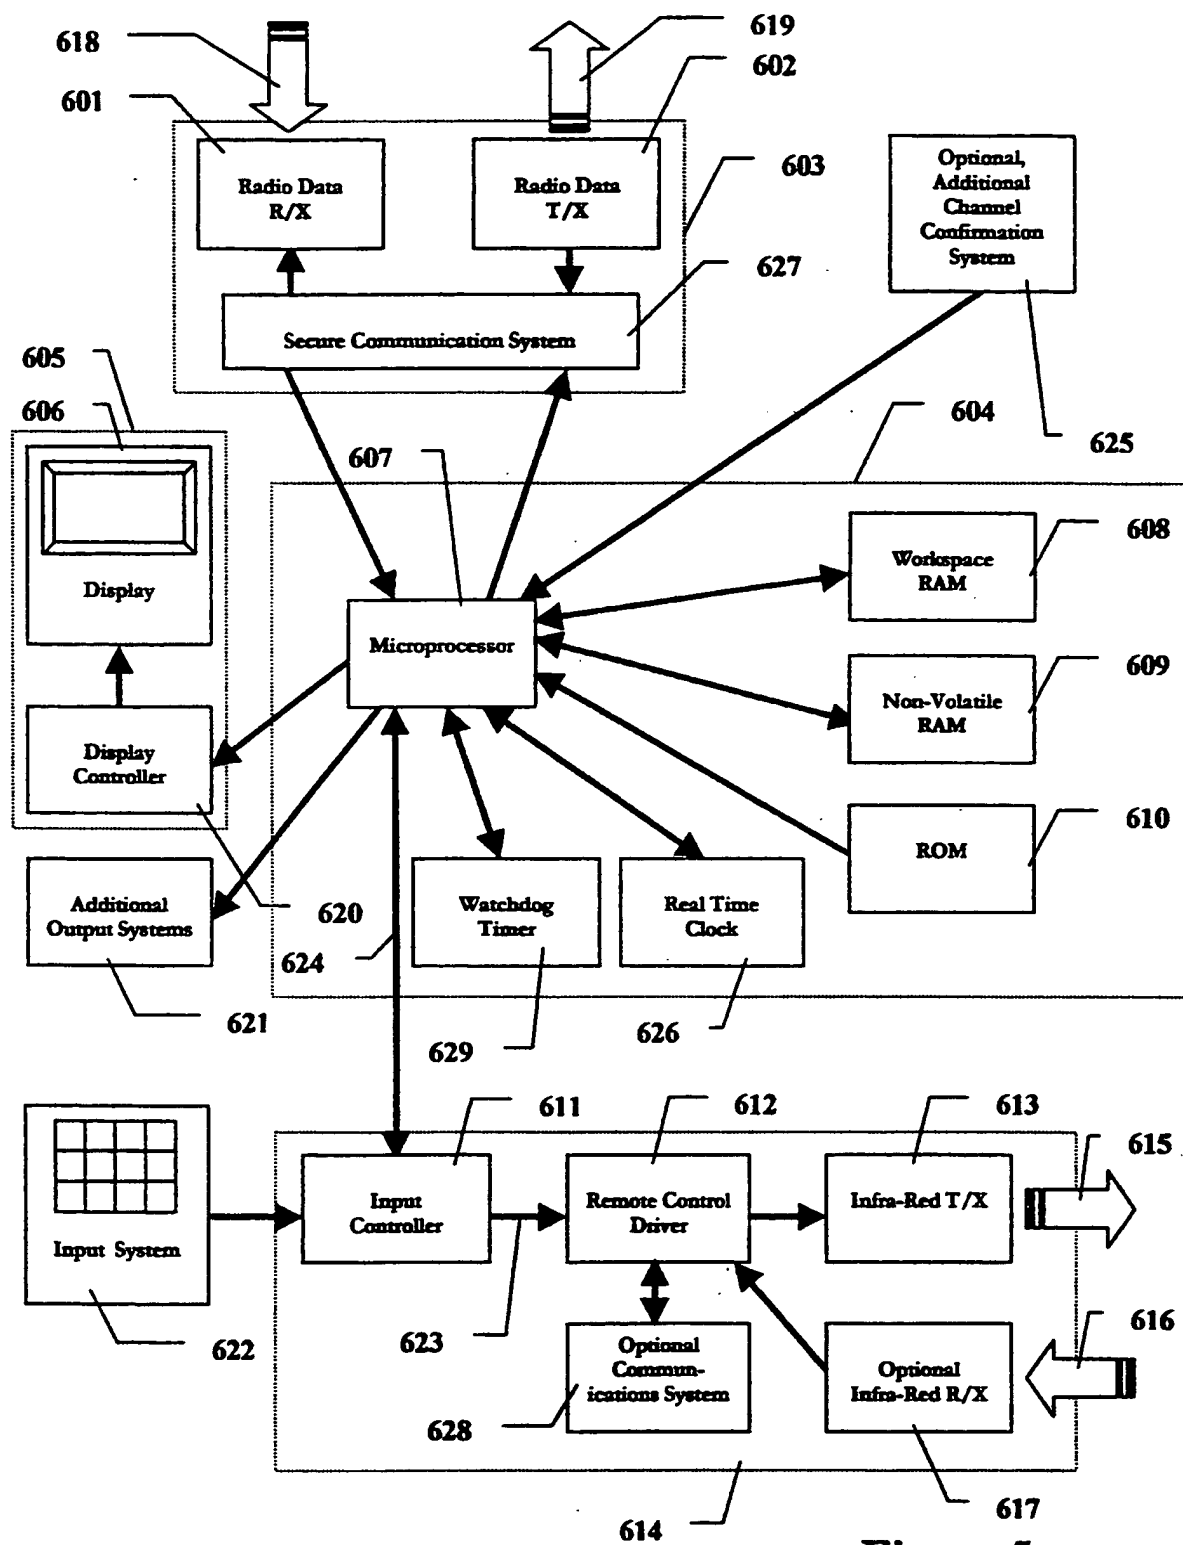 618
619
602
601
Radio Data
R/X
Radio Data
T/X
603
Optional,
Additional
Channel
Confirmation
System
627
Secure Communication System
605
606
604
625
607
Display
Microprocessor
Workspace
RAM
608
Non-Volatile
RAM
609
Display
Controller
ROM
610
Additional
Output Systems
620
624
Watchdog
Timer
Real Time
Clock
621
629
626
611
612
613
615
Input System
Input
Controller
Remote Control
Driver
Infra-Red T/X
622
623
Optional
Commun-
ications System
628
Optional
Infra-Red R/X
616
617
614